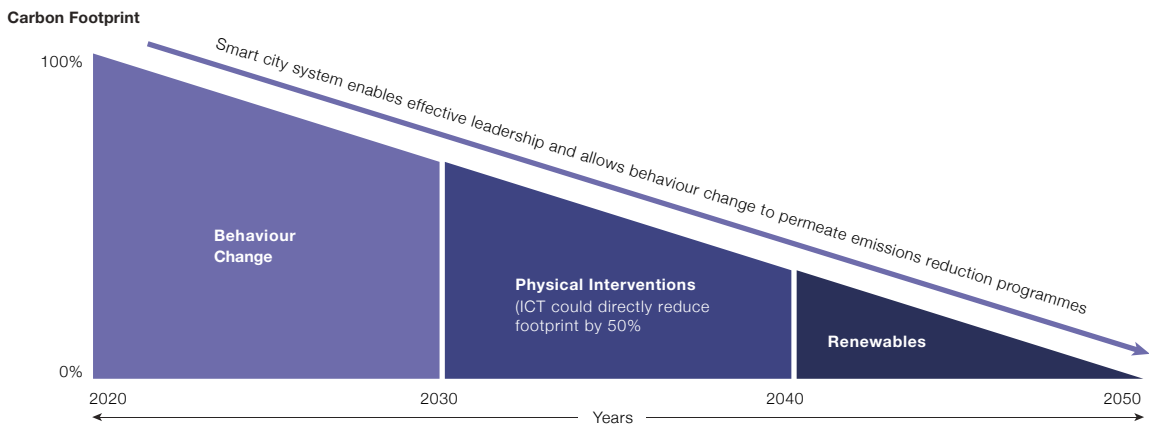 Carbon Footprint
100%
Smart city system enables effective leadership and allows behaviour change to permeate emissions reduction programmes
Behaviour
Change
Physical Interventions
(ICT could directly reduce
footprint by 50%
Renewables
0%
2020
2030
2040
2050
Years